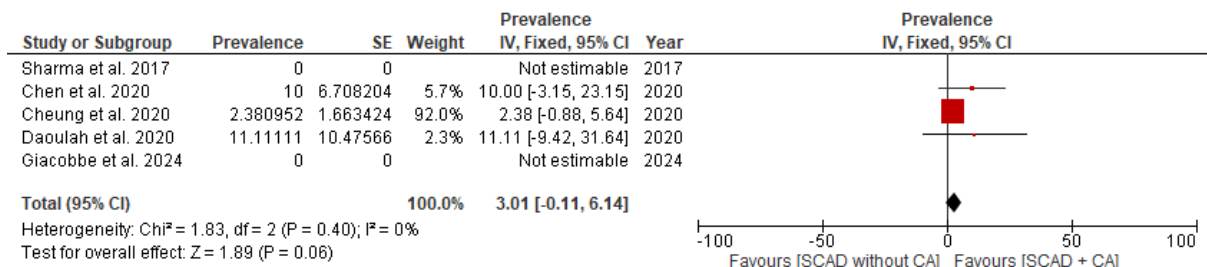 Prevalence Prevalence
Study or Subgroup Prevalence SE Weight IV, Fixed, 95% CI Year IV, Fixed, 95% CI
Sharma et al. 2017 0 0 Not estimable 2017
Chen et al. 2020 10 6.708204 5.7% 10.00 [-3.15, 23.15] 2020
Cheung et al. 2020 2.380952 1.663424 92.0% 2.38 [-0.88, 5.64] 2020
Daoulah et al. 2020 11.11111 10.47566 2.3% 11.11 [-9.42, 31.64] 2020
Giacobbe et al. 2024 0 0 Not estimable 2024
Total (95% CI) 100.0% 3.01 [-0.11, 6.14]
Heterogeneity: Chi² = 1.83, df = 2 (P = 0.40); I² = 0%
Test for overall effect: Z = 1.89 (P = 0.06)
-100 -50 0 50 100
Favours [SCAD without CA] Favours [SCAD + CA]